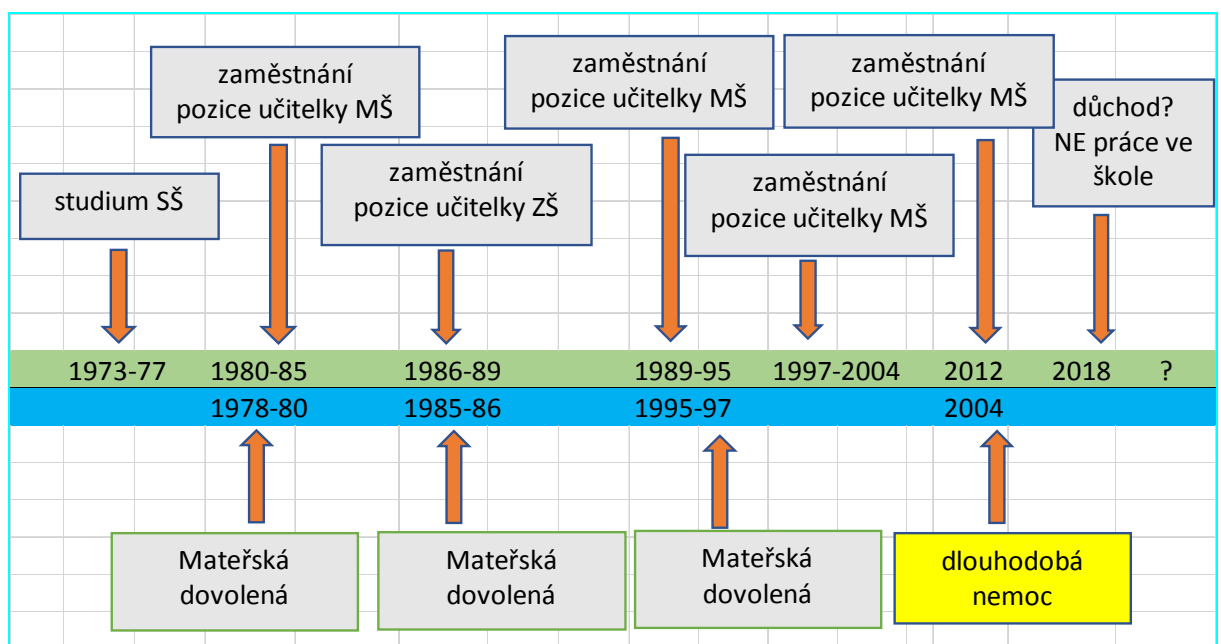 zaměstnání
pozice učitelky MŠ
zaměstnání
pozice učitelky MŠ
zaměstnání
pozice učitelky MŠ
důchod?
NE práce ve
škole
studium SŠ
zaměstnání
pozice učitelky ZŠ
zaměstnání
pozice učitelky MŠ
1973-77 1980-85 1986-89 1989-95 1997-2004 2012 2018 ?
1978-80 1985-86 1995-97 2004
Mateřská
dovolená
Mateřská
dovolená
Mateřská
dovolená
dlouhodobá
nemoc